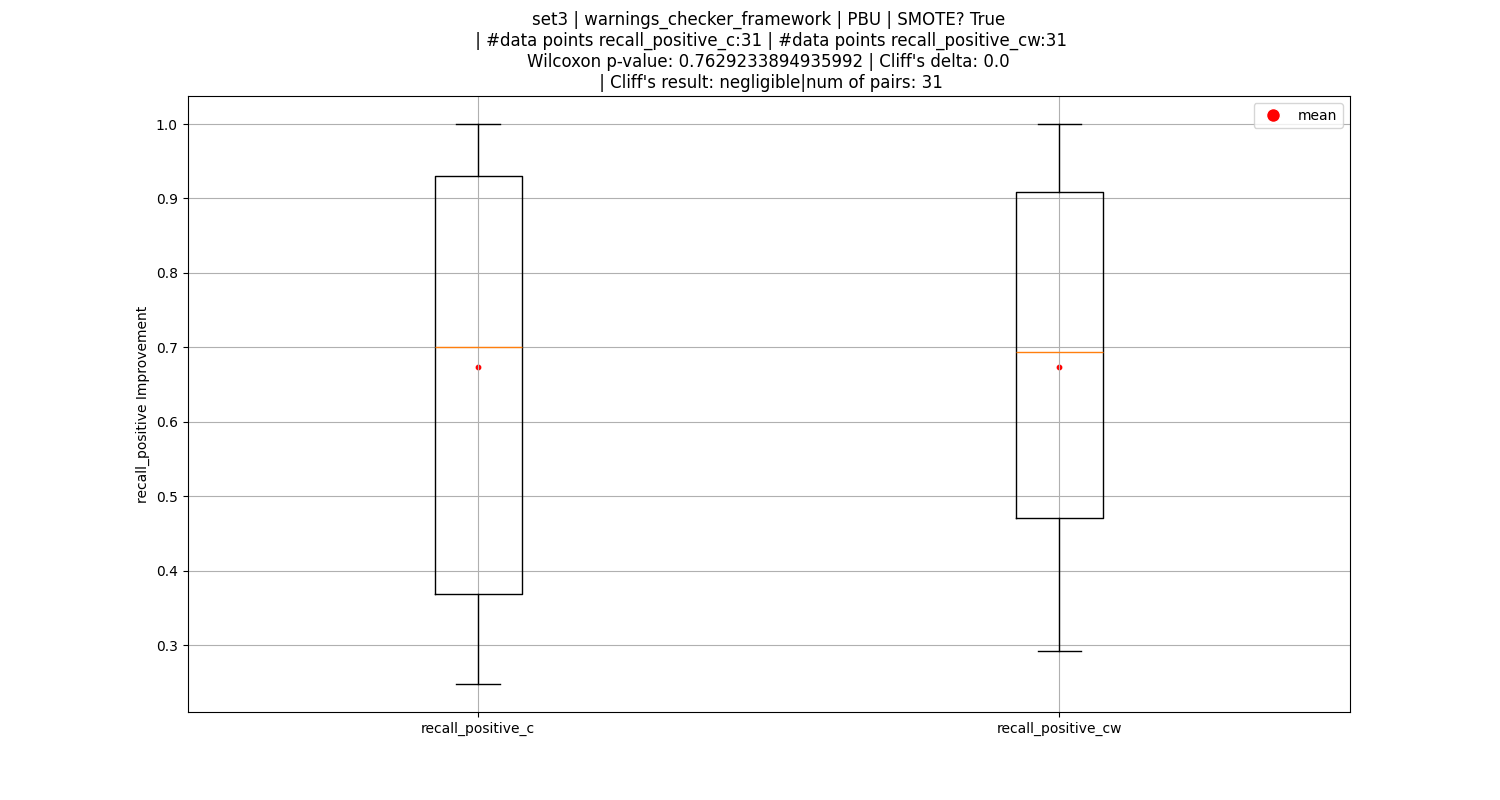 set3 | warnings_checker_framework | PBU | SMOTE? True
| #data points recall_positive_c:31 | #data points recall_positive_cw:31
Wilcoxon p-value: 0.7629233894935992 | Cliff's delta: 0.0
| Cliff's result: negligible|num of pairs: 31
mean
1.0
0.9
0.8
0.7
0.6
0.5
0.4
0.3
recall_positive Improvement
recall_positive_c
recall_positive_cw